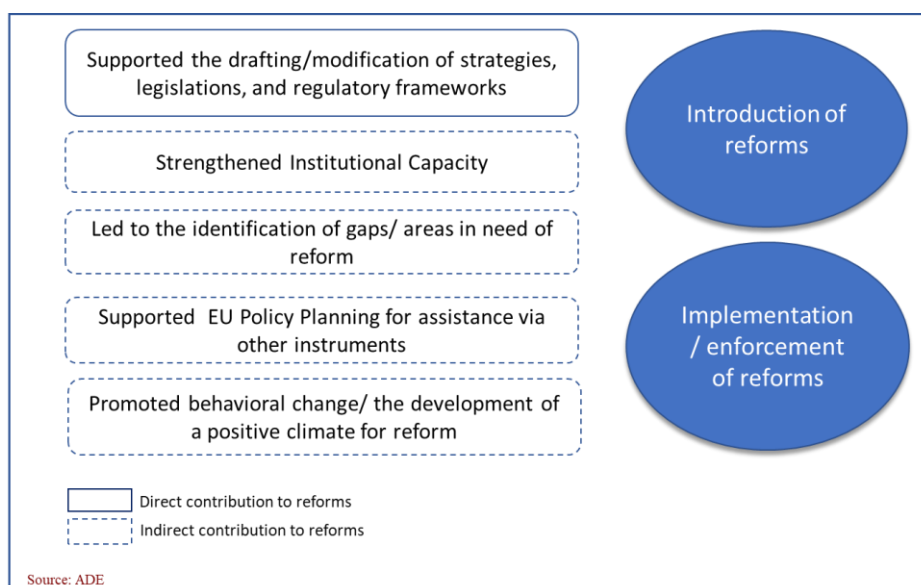 Supported the drafting/modification of strategies,
legislations, and regulatory frameworks
Strengthened Institutional Capacity
Led to the identification of gaps/ areas in need of
reform
Supported  EU Policy Planning for assistance via
other instruments
Promoted behavioral change/ the development of
a positive climate for reform
Introduction of
reforms
Implementation
/ enforcement
of reforms
Direct contribution to reforms
Indirect contribution to reforms
Source: ADE